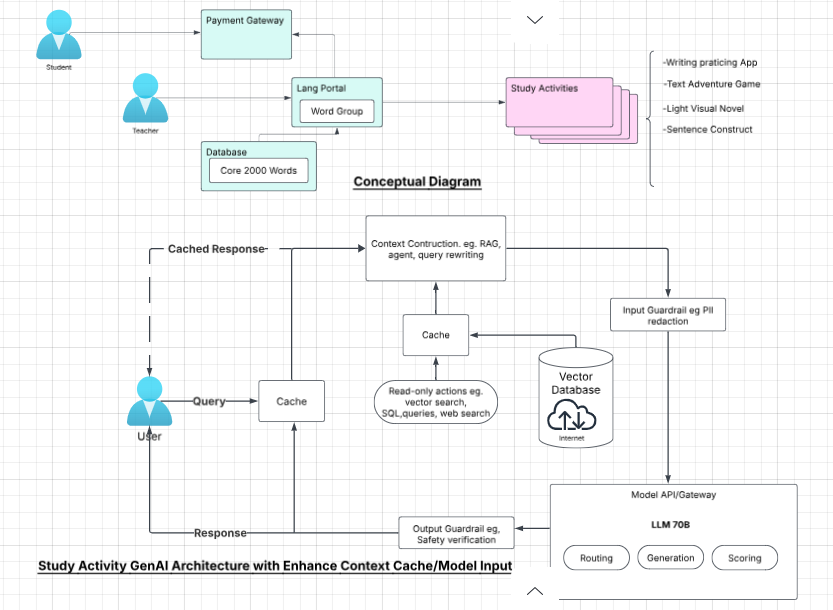 Student
Payment Gateway
Teacher
Lang Portal
Word Group
Database
Core 2000 Words
Study Activities
-Writing praticing App
-Text Adventure Game
-Light Visual Novel
-Sentence Construct
Conceptual Diagram
Cached Response
Context Contruction. eg. RAG,
agent, query rewriting
Input Guardrail eg PII
redaction
Cache
Read-only actions eg.
vector search,
SQL,queries, web search
Vector
Database
Internet
User
Query
Cache
Response
Output Guardrail eg,
Safety verification
Model API/Gateway
LLM 70B
Routing
Generation
Scoring
Study Activity GenAI Architecture with Enhance Context Cache/Model Input